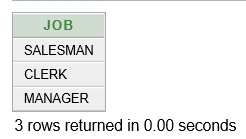 JOB
SALESMAN
CLERK
MANAGER
3 rows returned in 0.00 seconds